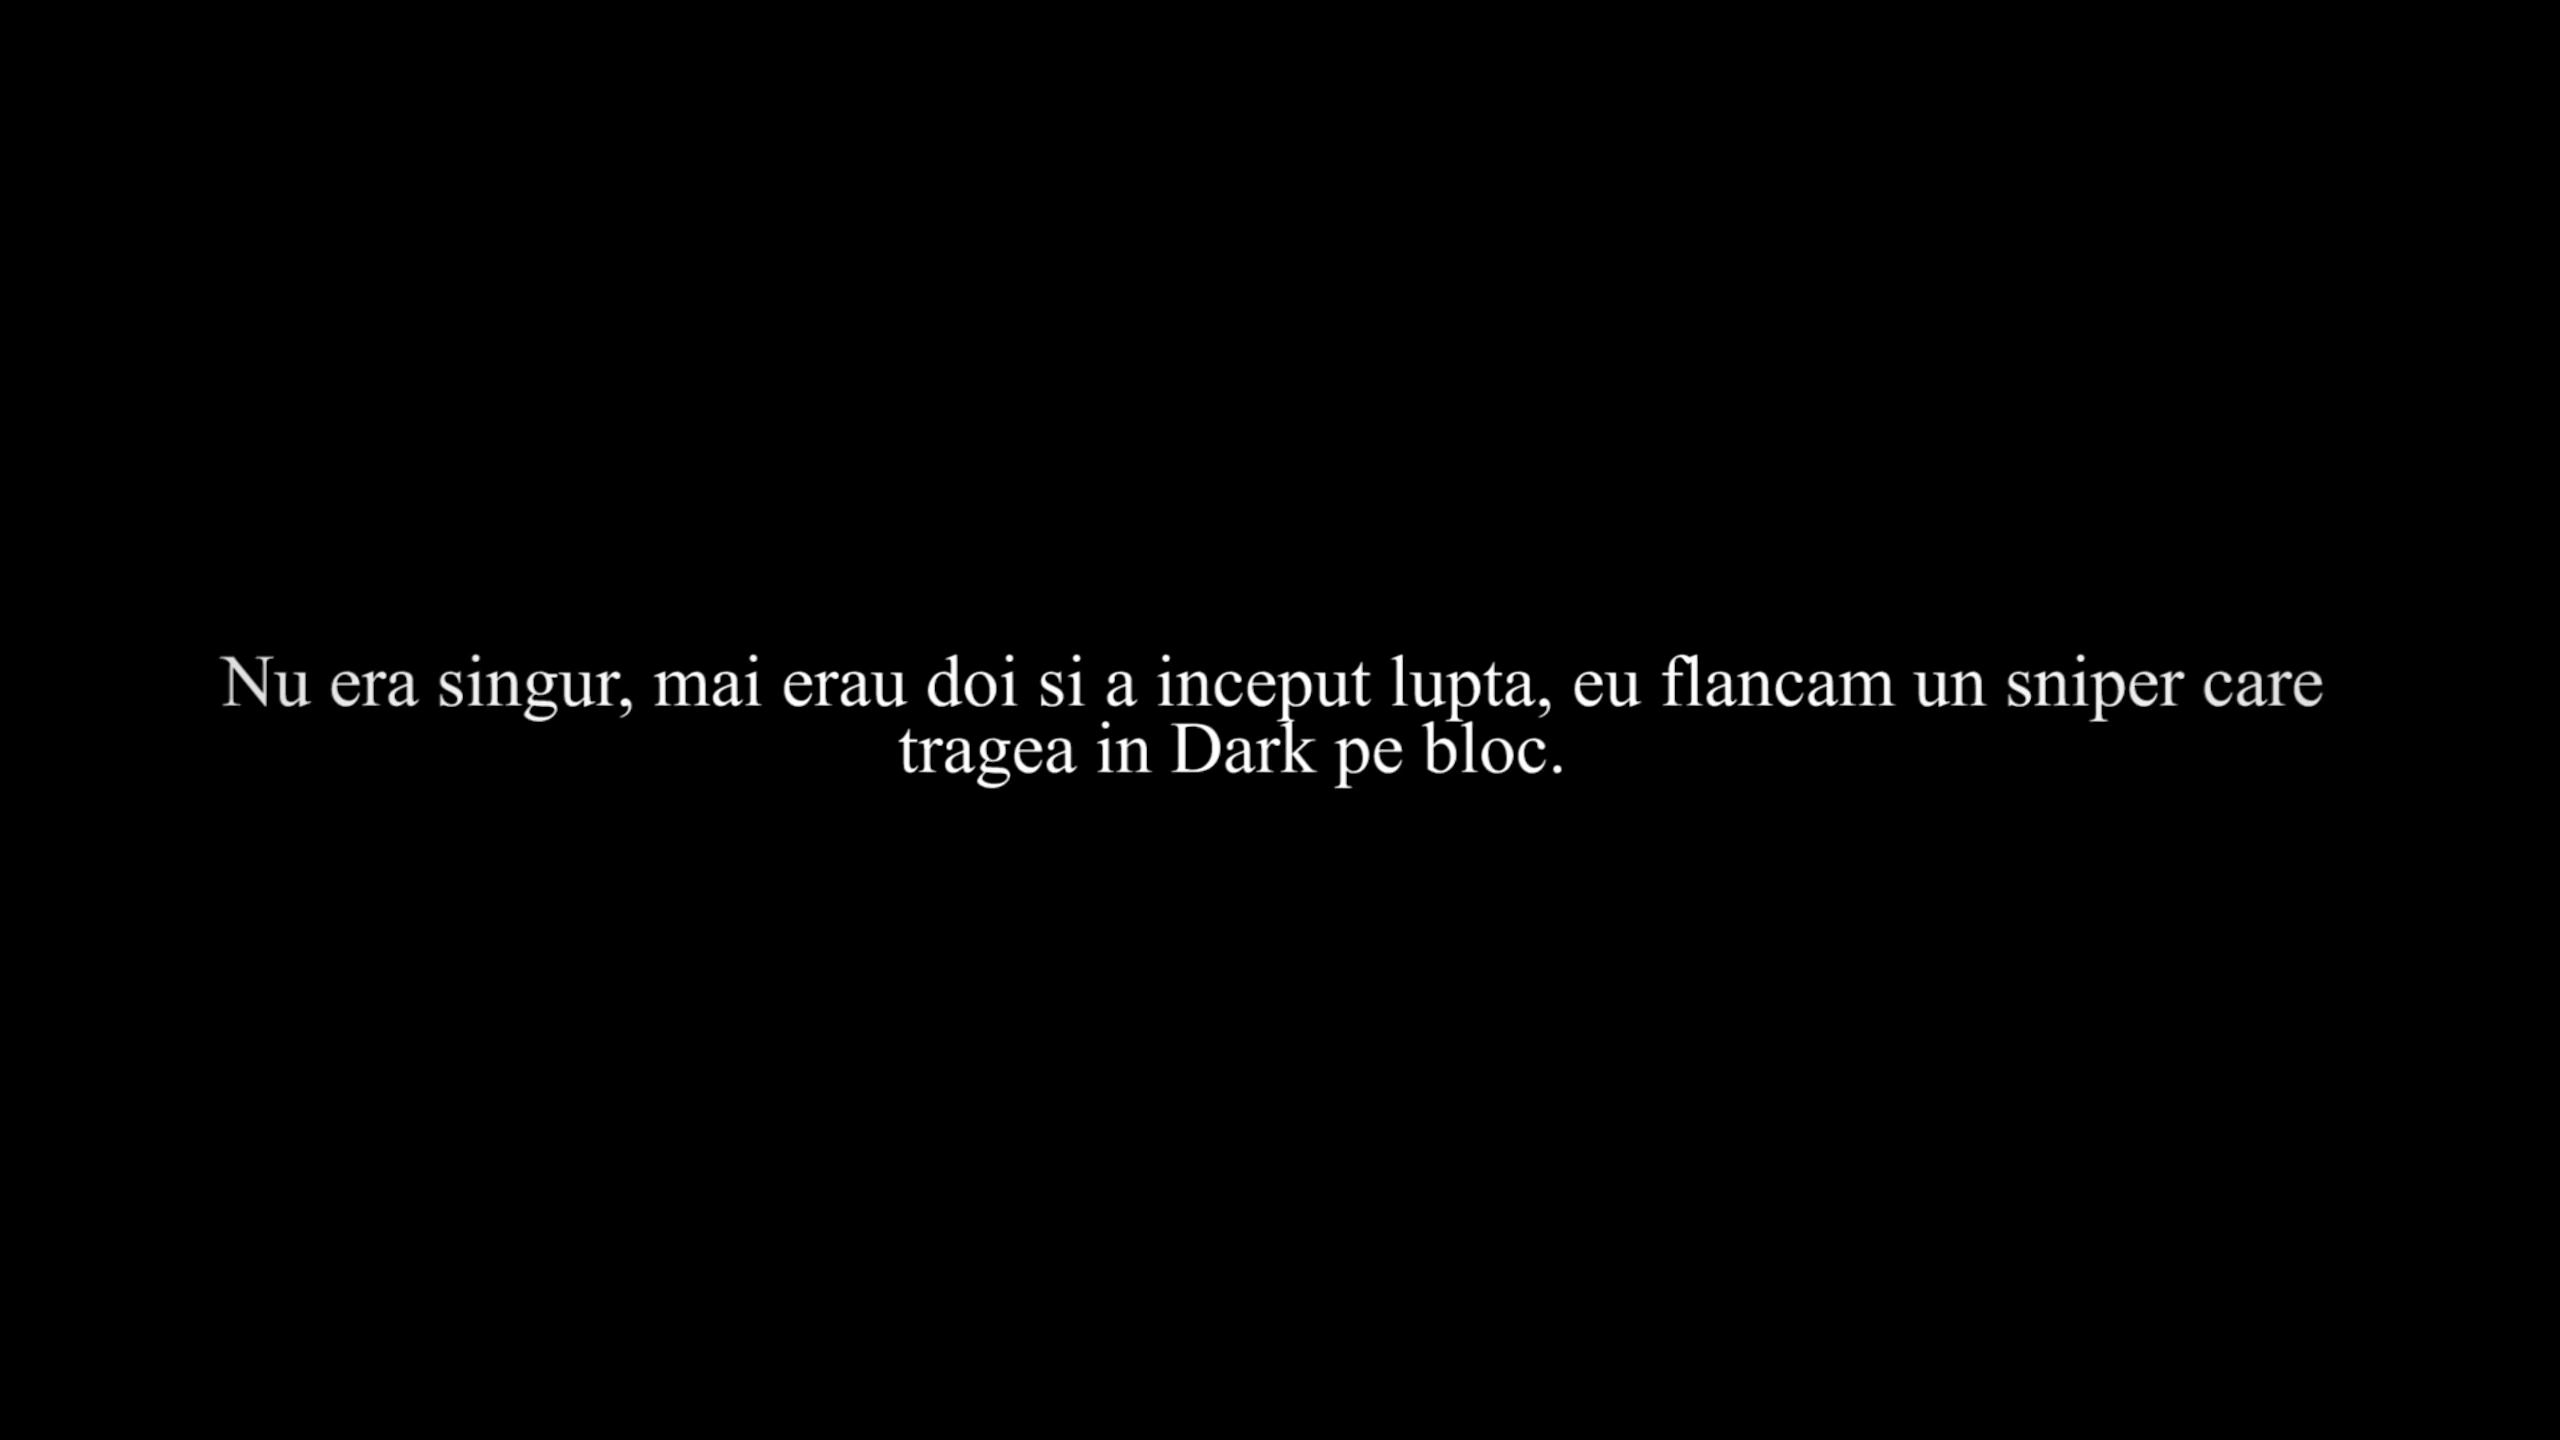 Nu era singur, mai erau doi si a inceput lupta, eu flancam un sniper care
tragea in Dark pe bloc.